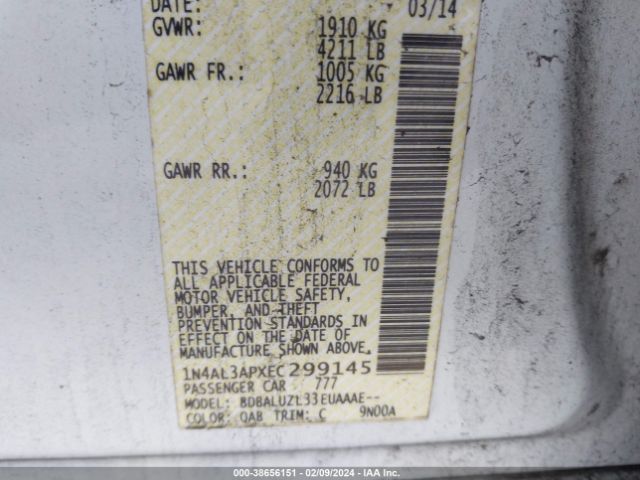 DATE: 03/14
GVWR: 1910 KG
4211 LB
GAWR FR.: 1005 KG
2216 LB
GAWR RR.: 940 KG
2072 LB
THIS VEHICLE CONFORMS TO
ALL APPLICABLE FEDERAL
MOTOR VEHICLE SAFETY,
BUMPER, AND THEFT
PREVENTION STANDARDS IN
EFFECT ON THE DATE OF
MANUFACTURE SHOWN ABOVE.
1N4AL3APXEC299145
PASSENGER CAR 777
MODEL: BDBALUZL33EUAAAE--
COLOR: QAB TRIM: C 9N00A
000-38656151 | 02/09/2024 | IAA Inc.